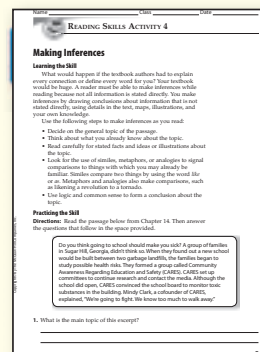 Name Class Date
READING SKILLS ACTIVITY 4
Making Inferences
Learning the Skill
What would happen if the textbook authors had to explain
every connection or define every word for you? Your textbook
would be huge. A reader must be able to make inferences while
reading because not all information is stated directly. You make
inferences by drawing conclusions about information that is not
stated directly, using details in the text, maps, illustrations, and
your own knowledge.
Use the following steps to make inferences as you read:
• Decide on the general topic of the passage.
• Think about what you already know about the topic.
• Read carefully for stated facts and ideas or illustrations about
the topic.
• Look for the use of similes, metaphors, or analogies to signal
comparisons to things with which you may already be
familiar. Similes compare two things by using the word like
or as. Metaphors and analogies also make comparisons, such
as likening a revolution to a tornado.
• Use logic and common sense to form a conclusion about the
topic.
Practicing the Skill
Directions: Read the passage below from Chapter 14. Then answer
the questions that follow in the space provided.
Do you think going to school should make you sick? A group of families
in Sugar Hill, Georgia, didn't think so. When they found out a new school
would be built between two garbage landfills, the families began to
study possible health risks. They formed a group called Community
Awareness Regarding Education and Safety (CARES). CARES set up
committees to continue research and contact the media. Although the
school did open, CARES convinced the school board to monitor toxic
substances in the building. Mindy Clark, a cofounder of CARES,
explained, "We're going to fight. We know too much to walk away."
1. What is the main topic of this excerpt?